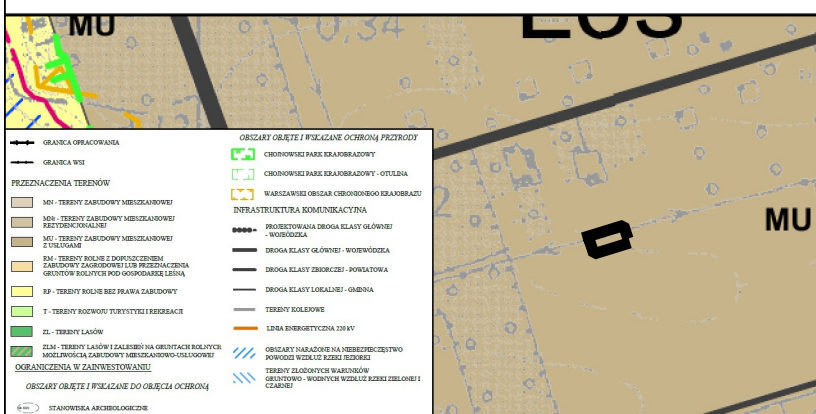 MU
0,34
EOS
MU
GRANICA OPRACOWANIA
GRANICA WSI
PRZEZNACZENIA TERENÓW
MN - TERENY ZABUDOWY MIESZKANIOWEJ
MNr - TERENY ZABUDOWY MIESZKANIOWEJ
REZYDENCJONALNEJ
MU - TERENY ZABUDOWY MIESZKANIOWEJ
Z USŁUGAMI
RM - TERENY ROLNE Z DOPUSZCZENIEM
ZABUDOWY ZAGRODOWEJ LUB PRZEZNACZENIA
GRUNTÓW ROLNYCH POD GOSPODARKĘ LEŚNĄ
RP - TERENY ROLNE BEZ PRAWA ZABUDOWY
T - TERENY ROZWOJU TURYSTYKI I REKREACJI
ZL - TERENY LASÓW
ZLM - TERENY LASÓW I ZALESIEŃ NA GRUNTACH ROLNYCH
MOŻLIWOŚCIĄ ZABUDOWY MIESZKANIOWO-USŁUGOWEJ
OGRANICZENIA W ZAINWESTOWANIU
OBSZARY OBJĘTE I WSKAZANE DO OBJĘCIA OCHRONĄ
STANOWISKA ARCHEOLOGICZNE
OBSZARY OBJĘTE I WSKAZANE OCHRONĄ PRZYRODY
CHOJNOWSKI PARK KRAJOBRAZOWY
CHOJNOWSKI PARK KRAJOBRAZOWY - OTULINA
WARSZAWSKI OBSZAR CHRONIONEGO KRAJOBRAZU
INFRASTRUKTURA KOMUNIKACYJNA
PROJEKTOWANA DROGA KLASY GŁÓWNEJ
- WOJEWÓDZKA
DROGA KLASY GŁÓWNEJ - WOJEWÓDZKA
DROGA KLASY ZBIORCZEJ - POWIATOWA
DROGA KLASY LOKALNEJ - GMINNA
TERENY KOLEJOWE
LINIA ENERGETYCZNA 220 kV
OBSZARY NARAŻONE NA NIEBEZPIECZEŃSTWO
POWODZI WZDŁUŻ RZEKI JEZIORKI
TERENY ZŁOŻONYCH WARUNKÓW
GRUNTOWO - WODNYCH WZDŁUŻ RZEKI ZIELONEJ I
CZARNEJ